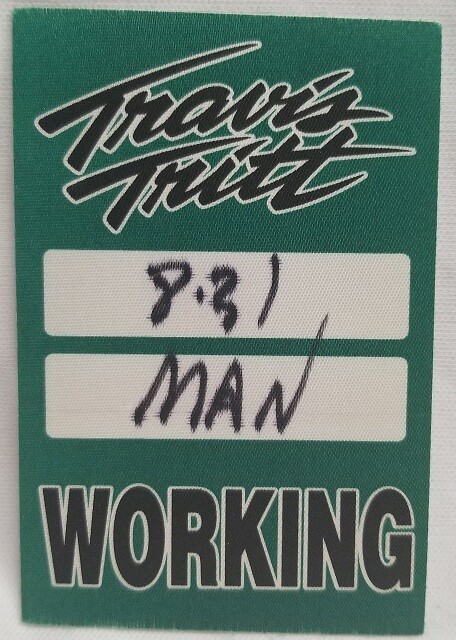 Travis
Tritt
8.31
MAN
WORKING